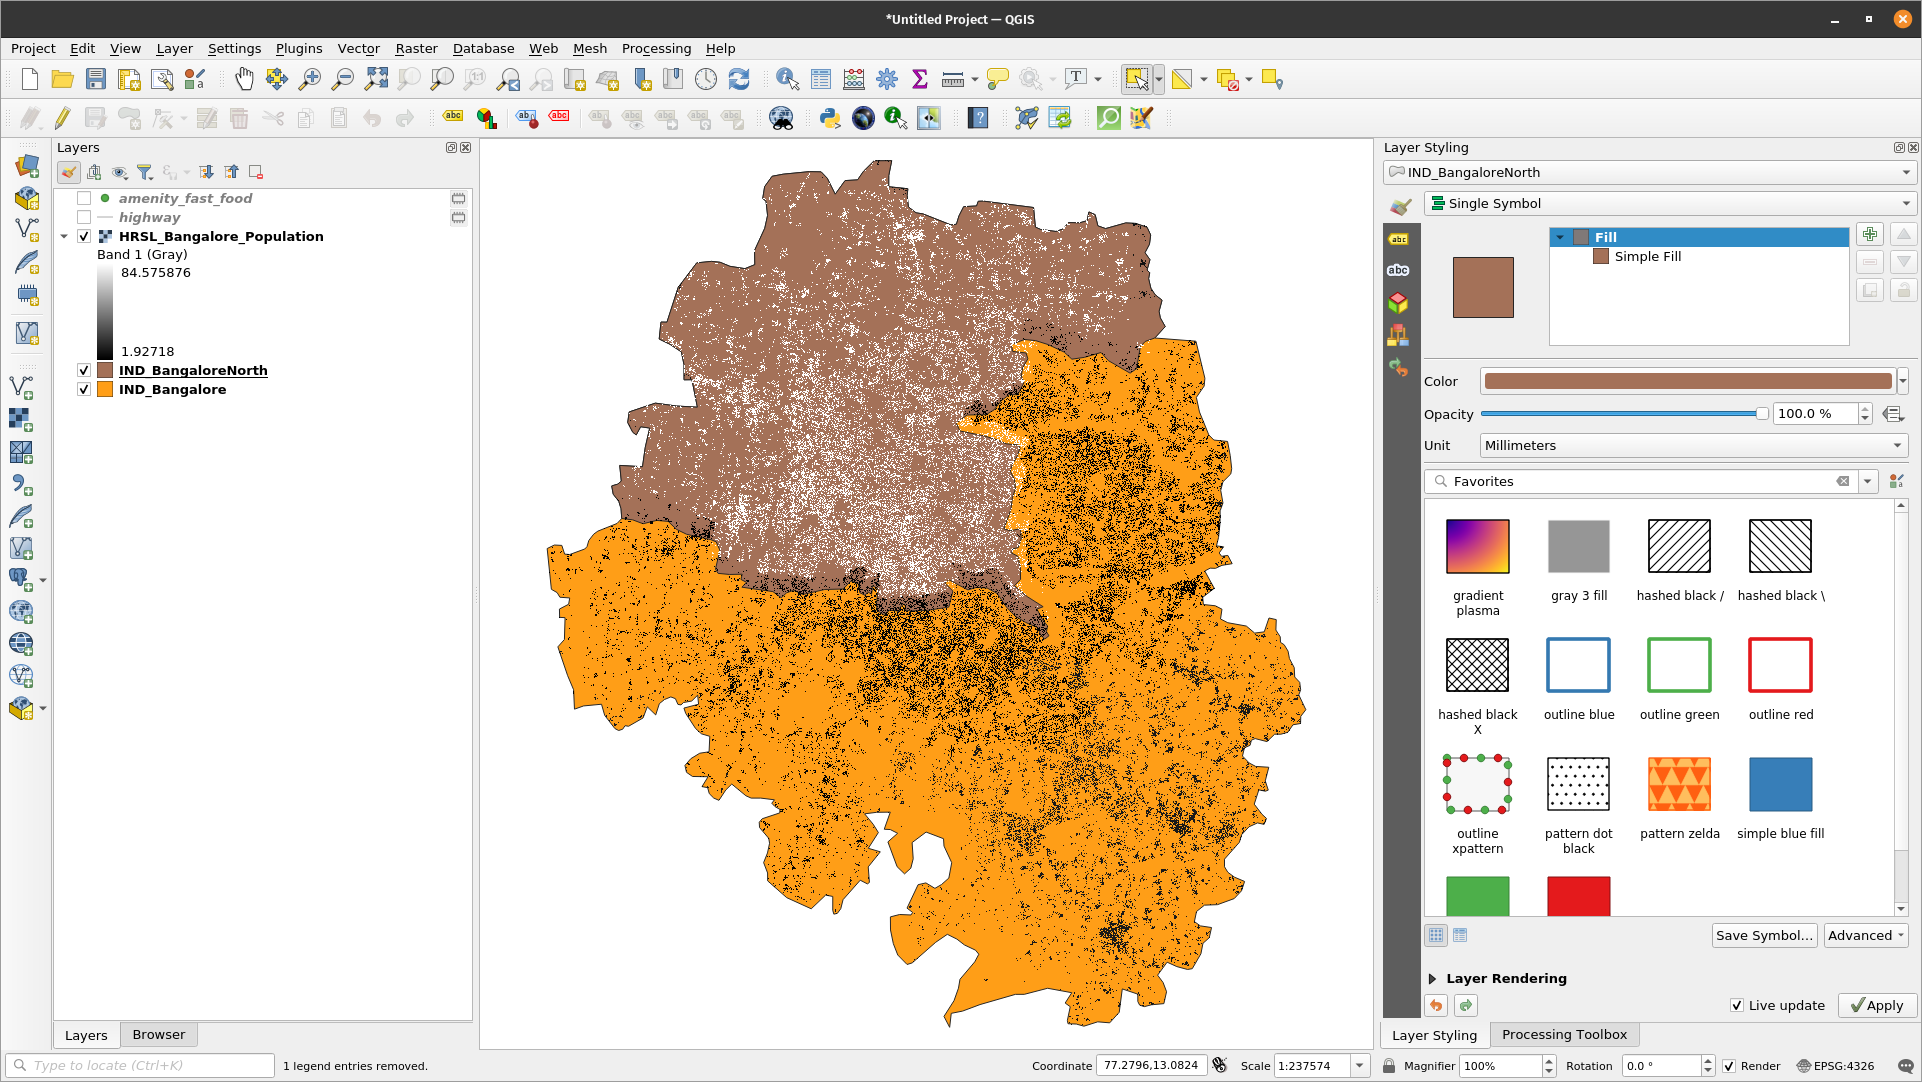 *Untitled Project — QGIS
Project Edit View Layer Settings Plugins Vector Raster Database Web Mesh Processing Help
Layers
amenity_fast_food
highway
HRSL_Bangalore_Population
Band 1 (Gray)
84.575876
1.92718
IND_BangaloreNorth
IND_Bangalore
Layers Browser
Layer Styling
IND_BangaloreNorth
Single Symbol
Fill
Simple Fill
Color
Opacity 100.0 %
Unit Millimeters
Favorites
gradient plasma
gray 3 fill
hashed black /
hashed black \
hashed black X
outline blue
outline green
outline red
outline xpattern
pattern dot black
pattern zelda
simple blue fill
Save Symbol... Advanced
Layer Rendering
Live update Apply
Layer Styling Processing Toolbox
Type to locate (Ctrl+K) 1 legend entries removed. Coordinate 77.2796,13.0824 Scale 1:237574 Magnifier 100% Rotation 0.0 ° Render EPSG:4326